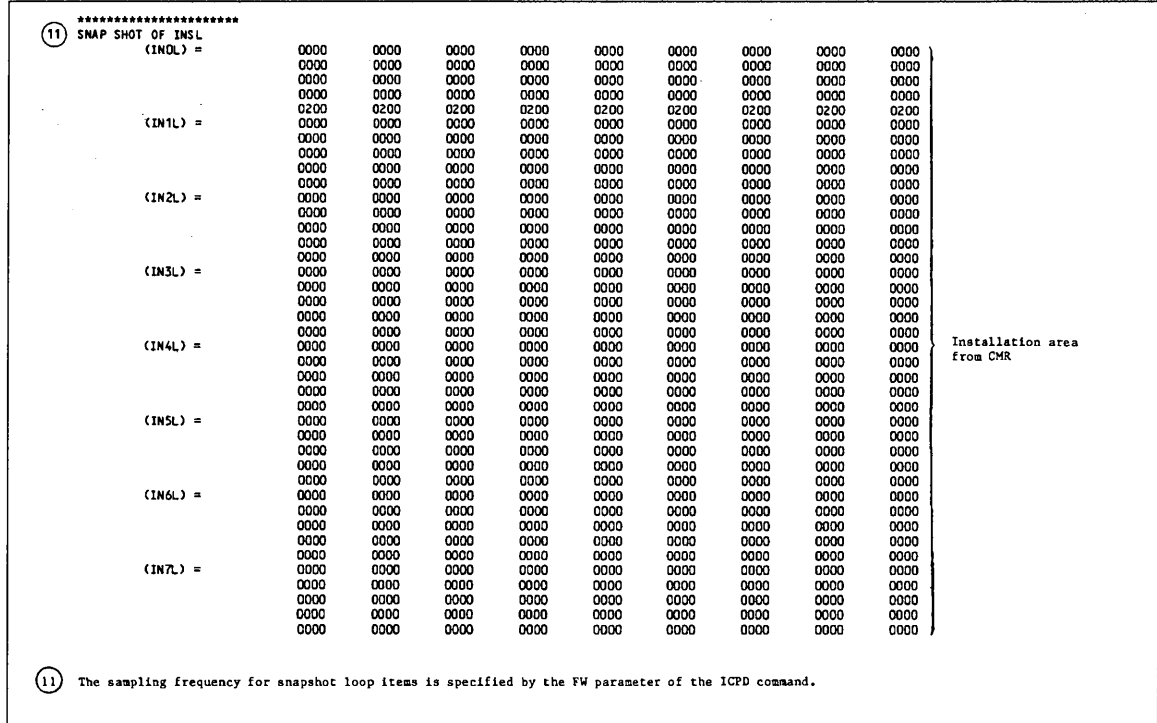 ***********************
(11) SNAP SHOT OF INSL
(IN0L) = 0000 0000 0000 0000 0000 0000 0000 0000 0000
0000 0000 0000 0000 0000 0000 0000 0000 0000
0000 0000 0000 0000 0000 0000 0000 0000 0000
0000 0000 0000 0000 0000 0000 0000 0000 0000
0200 0200 0200 0200 0200 0200 0200 0200 0200
(IN1L) = 0000 0000 0000 0000 0000 0000 0000 0000 0000
0000 0000 0000 0000 0000 0000 0000 0000 0000
0000 0000 0000 0000 0000 0000 0000 0000 0000
0000 0000 0000 0000 0000 0000 0000 0000 0000
0000 0000 0000 0000 0000 0000 0000 0000 0000
(IN2L) = 0000 0000 0000 0000 0000 0000 0000 0000 0000
0000 0000 0000 0000 0000 0000 0000 0000 0000
0000 0000 0000 0000 0000 0000 0000 0000 0000
0000 0000 0000 0000 0000 0000 0000 0000 0000
0000 0000 0000 0000 0000 0000 0000 0000 0000
(IN3L) = 0000 0000 0000 0000 0000 0000 0000 0000 0000
0000 0000 0000 0000 0000 0000 0000 0000 0000
0000 0000 0000 0000 0000 0000 0000 0000 0000
0000 0000 0000 0000 0000 0000 0000 0000 0000
0000 0000 0000 0000 0000 0000 0000 0000 0000
(IN4L) = 0000 0000 0000 0000 0000 0000 0000 0000 0000 Installation area
0000 0000 0000 0000 0000 0000 0000 0000 0000 from CMR
0000 0000 0000 0000 0000 0000 0000 0000 0000
0000 0000 0000 0000 0000 0000 0000 0000 0000
0000 0000 0000 0000 0000 0000 0000 0000 0000
(IN5L) = 0000 0000 0000 0000 0000 0000 0000 0000 0000
0000 0000 0000 0000 0000 0000 0000 0000 0000
0000 0000 0000 0000 0000 0000 0000 0000 0000
0000 0000 0000 0000 0000 0000 0000 0000 0000
0000 0000 0000 0000 0000 0000 0000 0000 0000
(IN6L) = 0000 0000 0000 0000 0000 0000 0000 0000 0000
0000 0000 0000 0000 0000 0000 0000 0000 0000
0000 0000 0000 0000 0000 0000 0000 0000 0000
0000 0000 0000 0000 0000 0000 0000 0000 0000
0000 0000 0000 0000 0000 0000 0000 0000 0000
(IN7L) = 0000 0000 0000 0000 0000 0000 0000 0000 0000
0000 0000 0000 0000 0000 0000 0000 0000 0000
0000 0000 0000 0000 0000 0000 0000 0000 0000
0000 0000 0000 0000 0000 0000 0000 0000 0000
0000 0000 0000 0000 0000 0000 0000 0000 0000
(11) The sampling frequency for snapshot loop items is specified by the FW parameter of the ICPD command.